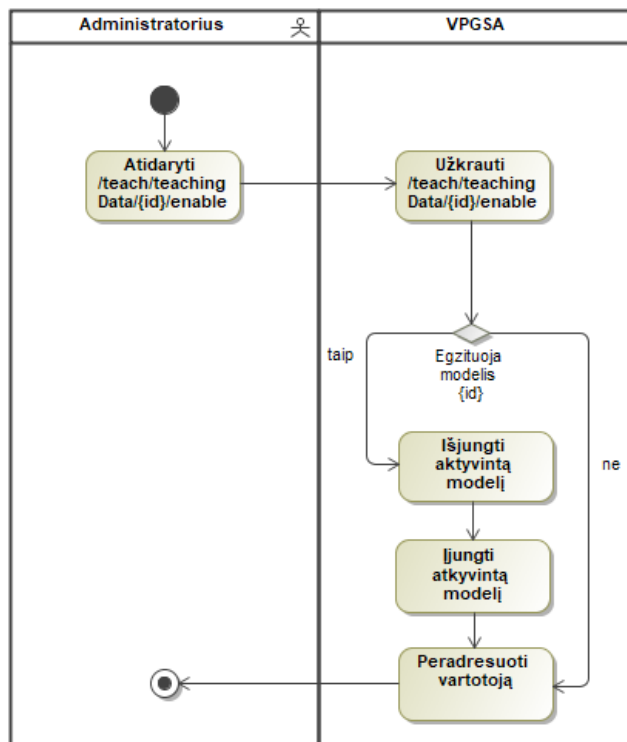 Administratorius
VPGSA
Atidaryti
/teach/teaching
Data/{id}/enable
Užkrauti
/teach/teaching
Data/{id}/enable
taip
Egzituoja
modelis
{id}
ne
Išjungti
aktyvintą
modelį
Įjungti
atkyvintą
modelį
Peradresuoti
vartotoją